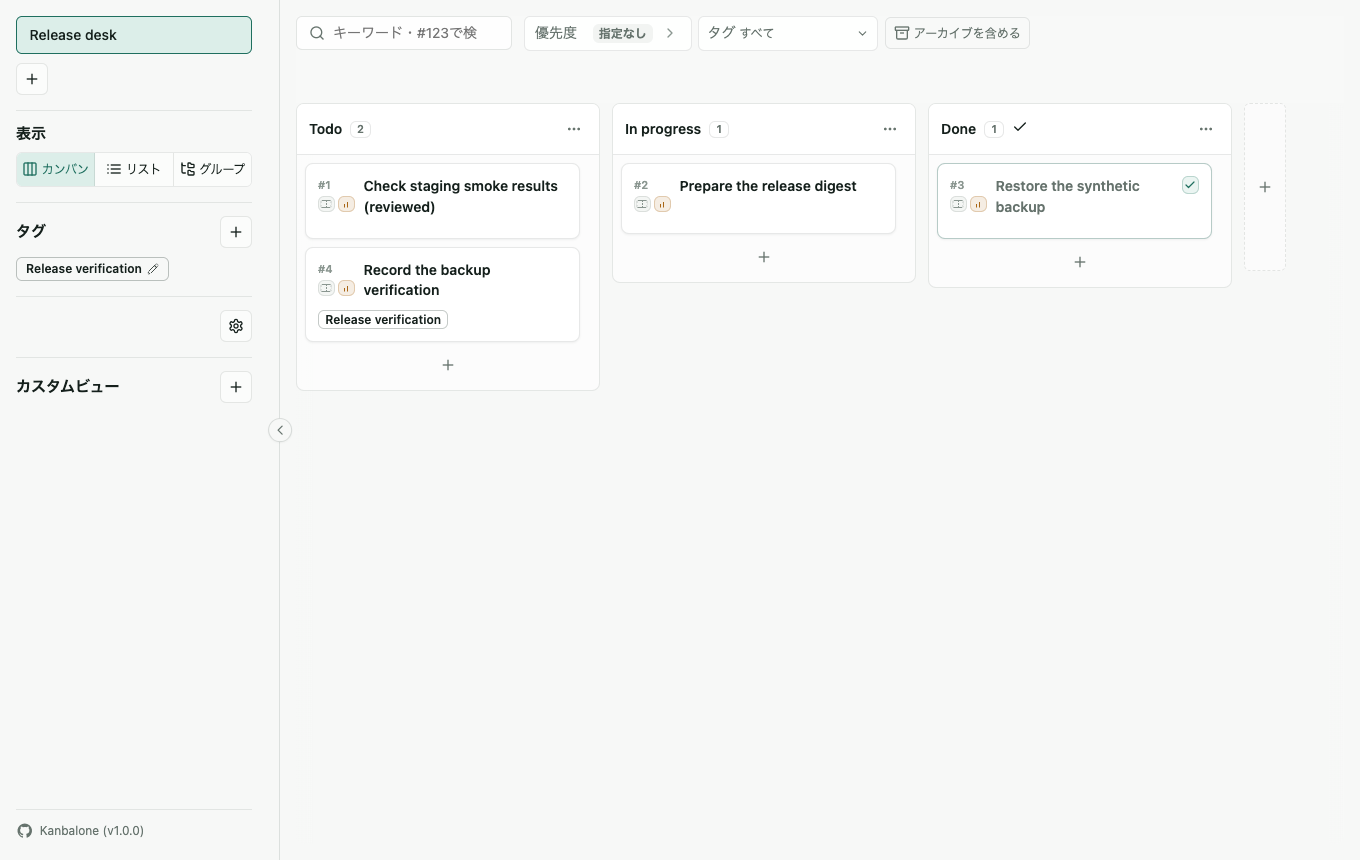 Release desk
表示
カンバン
リスト
グループ
タグ
Release verification
カスタムビュー
Kanbalone (v1.0.0)
キーワード・#123で検
優先度 指定なし
タグ すべて
アーカイブを含める
Todo 2
#1 Check staging smoke results
(reviewed)
#4 Record the backup
verification
Release verification
In progress 1
#2 Prepare the release digest
Done 1
#3 Restore the synthetic
backup